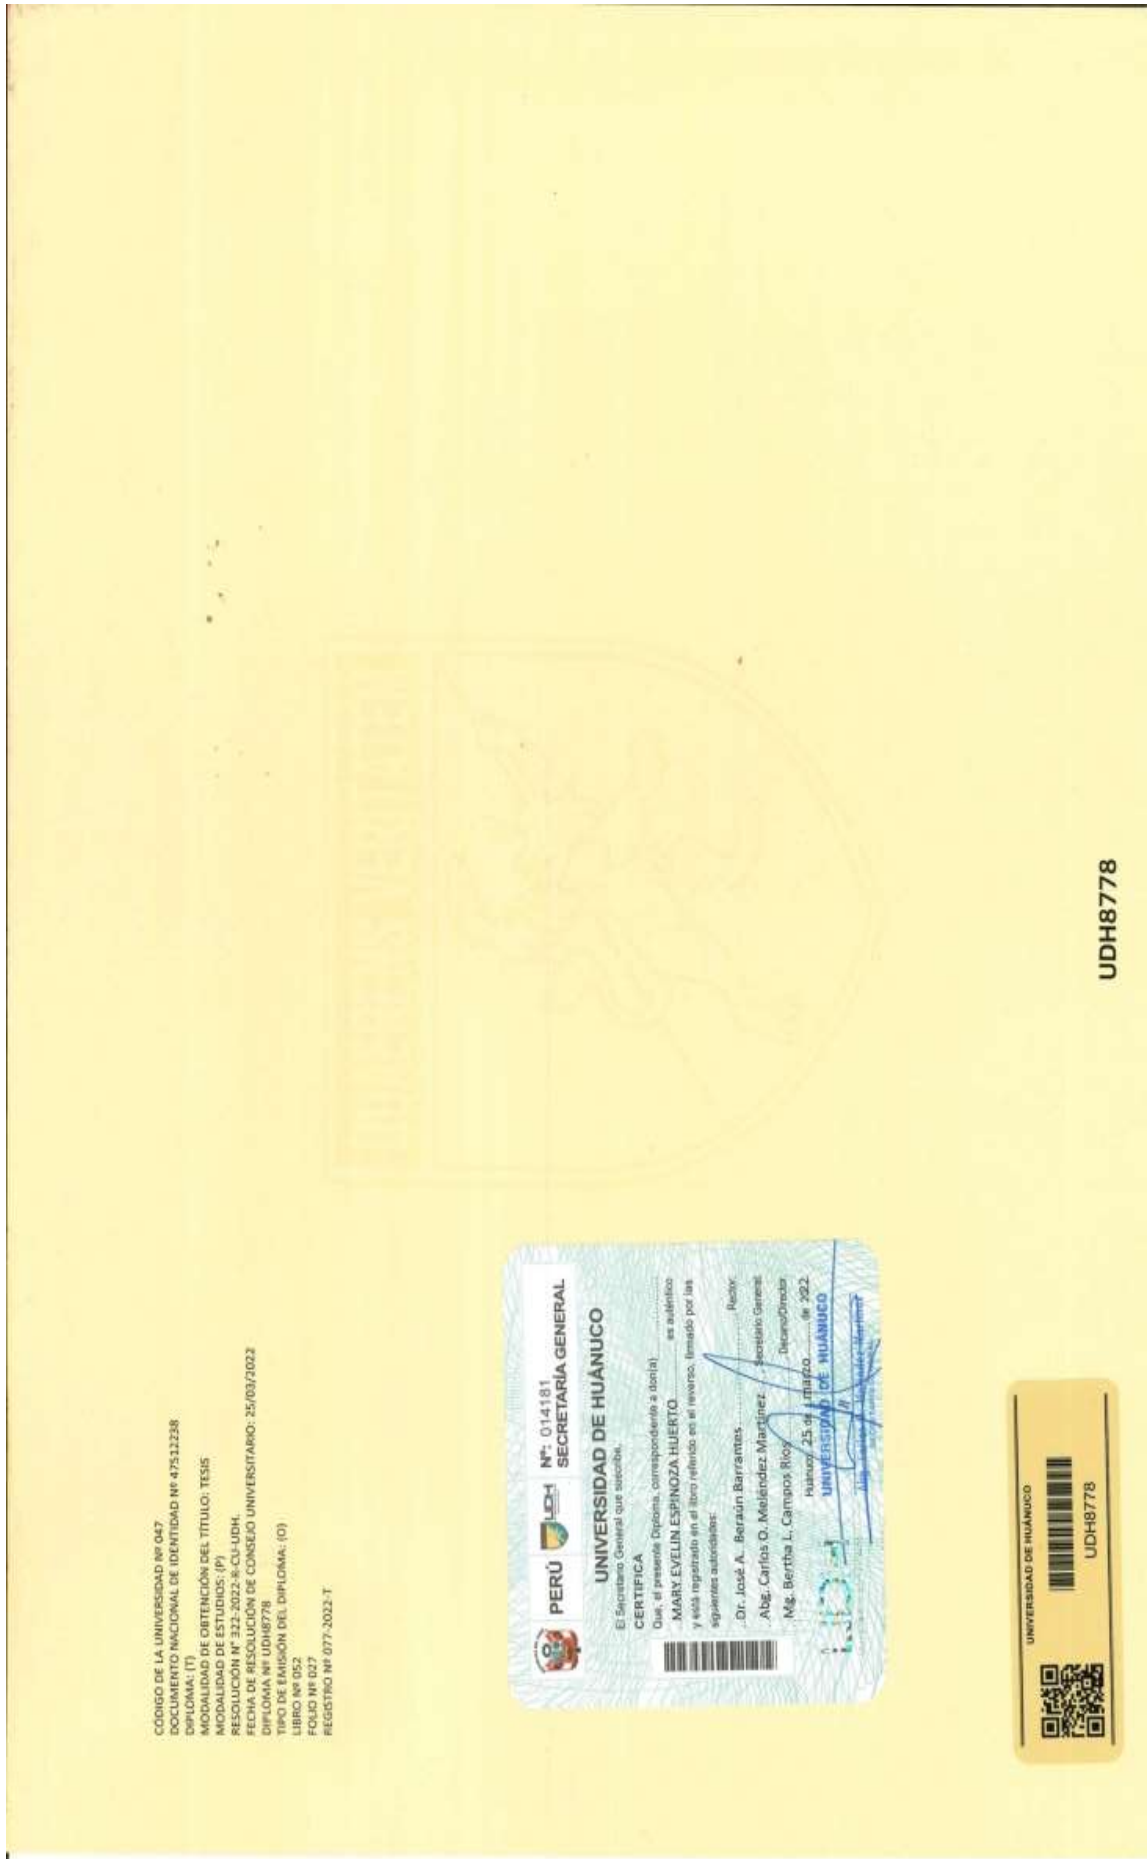 CÓDIGO DE LA UNIVERSIDAD Nº 047
DOCUMENTO NACIONAL DE IDENTIDAD Nº 47512238
DIPLOMA: (T)
MODALIDAD DE OBTENCIÓN DEL TÍTULO: TESIS
MODALIDAD DE ESTUDIOS: (P)
RESOLUCIÓN N° 322-2022-R-CU-UDH.
FECHA DE RESOLUCIÓN DE CONSEJO UNIVERSITARIO: 25/03/2022
DIPLOMA Nº UDH8778
TIPO DE EMISIÓN DEL DIPLOMA: (O)
LIBRO Nº 052
FOLIO Nº 027
REGISTRO Nº 077-2022-T
PERÚ
UDH
Nº: 014181
SECRETARÍA GENERAL
UNIVERSIDAD DE HUÁNUCO
El Secretario General que suscribe,
CERTIFICA
Que, el presente Diploma, correspondiente a don(a)
MARY EVELIN ESPINOZA HUERTO es auténtico
y está registrado en el libro referido en el reverso, firmado por las
siguientes autoridades:
Dr. José A. Beraún Barrantes Rector
Abg. Carlos O. Meléndez Martínez Secretario General
Mg. Bertha L. Campos Rios Decano/Director
Huánuco, 25 de marzo de 2022
UNIVERSIDAD DE HUÁNUCO
UDH
UNIVERSIDAD DE HUÁNUCO
UDH8778
UDH8778